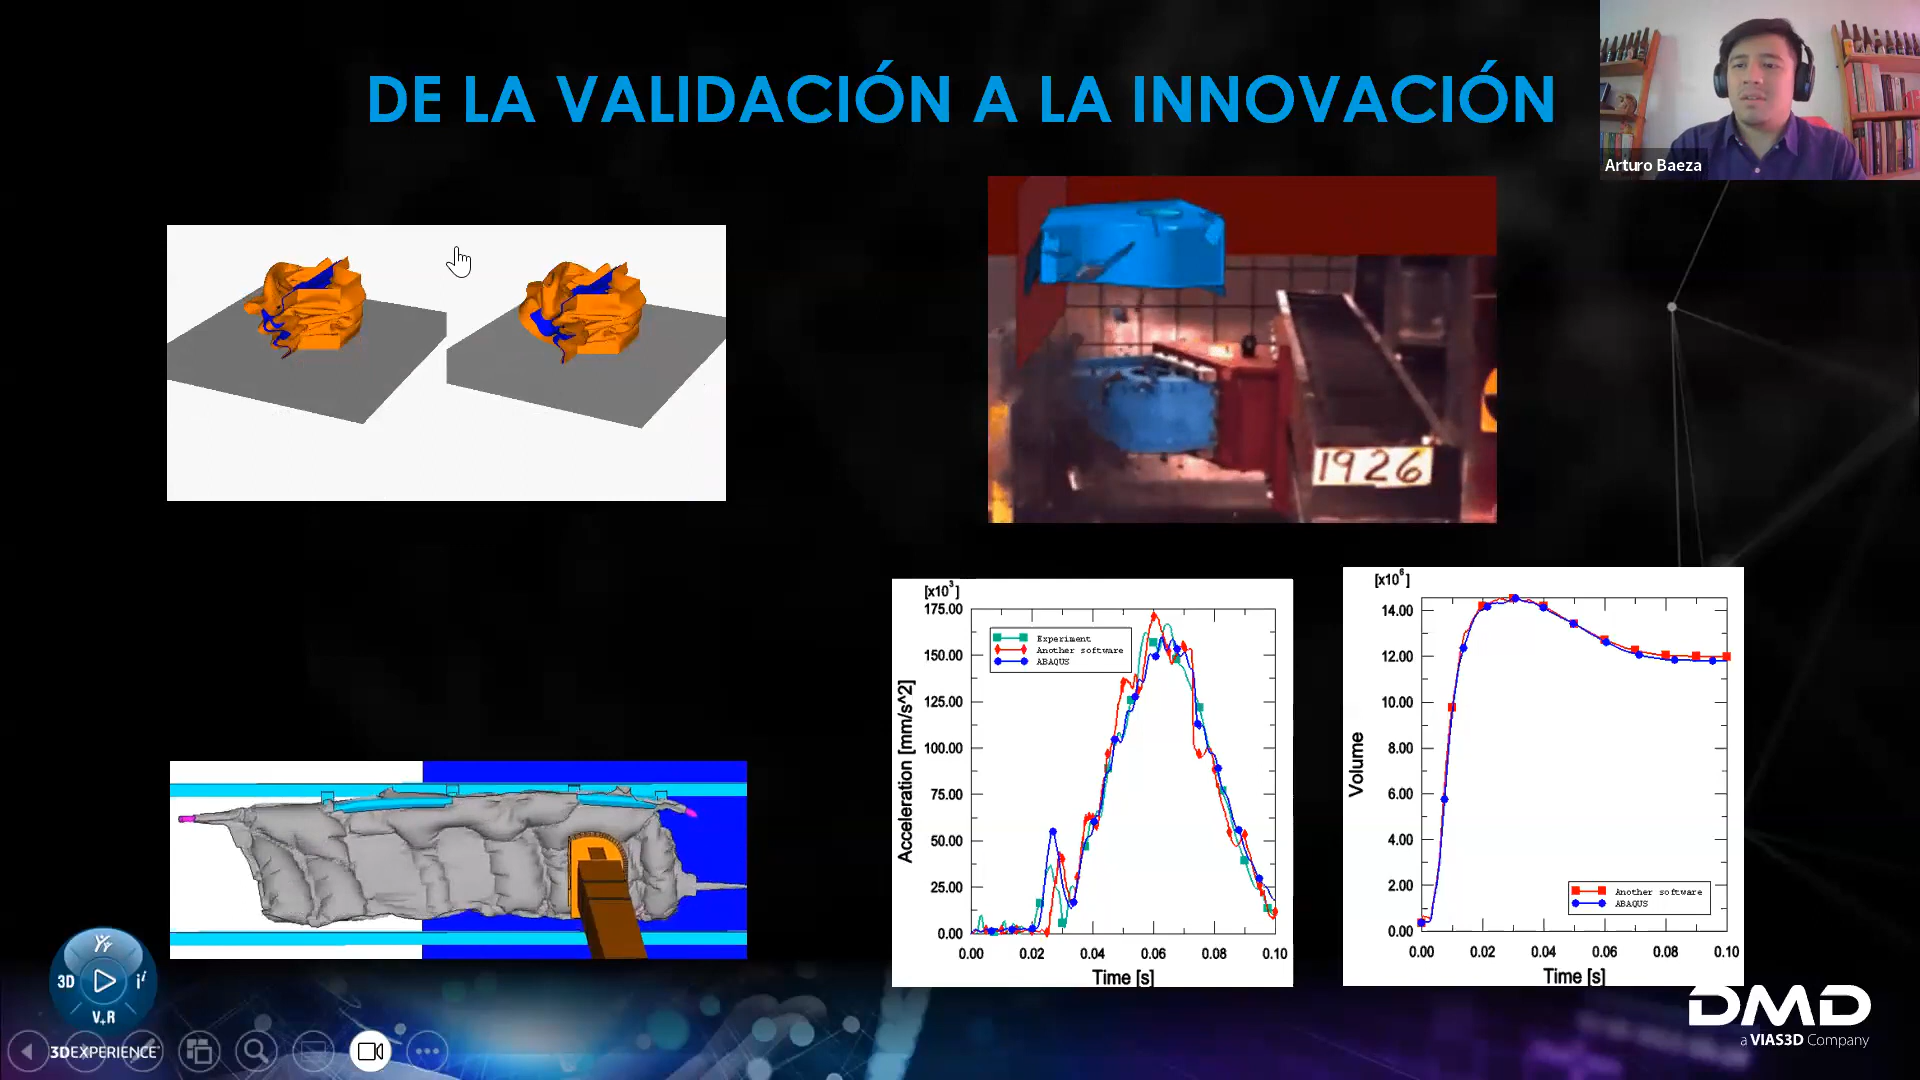 DE LA VALIDACIÓN A LA INNOVACIÓN
Arturo Baeza
1926
[x10³]
175.00
150.00
125.00
100.00
75.00
50.00
25.00
0.00
Acceleration [mm/s^2]
Experiment
Another software
ABAQUS
0.00 0.02 0.04 0.06 0.08 0.10
Time [s]
[x10⁶]
14.00
12.00
10.00
8.00
6.00
4.00
2.00
0.00
Volume
Another software
ABAQUS
0.00 0.02 0.04 0.06 0.08 0.10
Time [s]
3D
V+R
3DEXPERIENCE
DMD
a VIAS3D Company